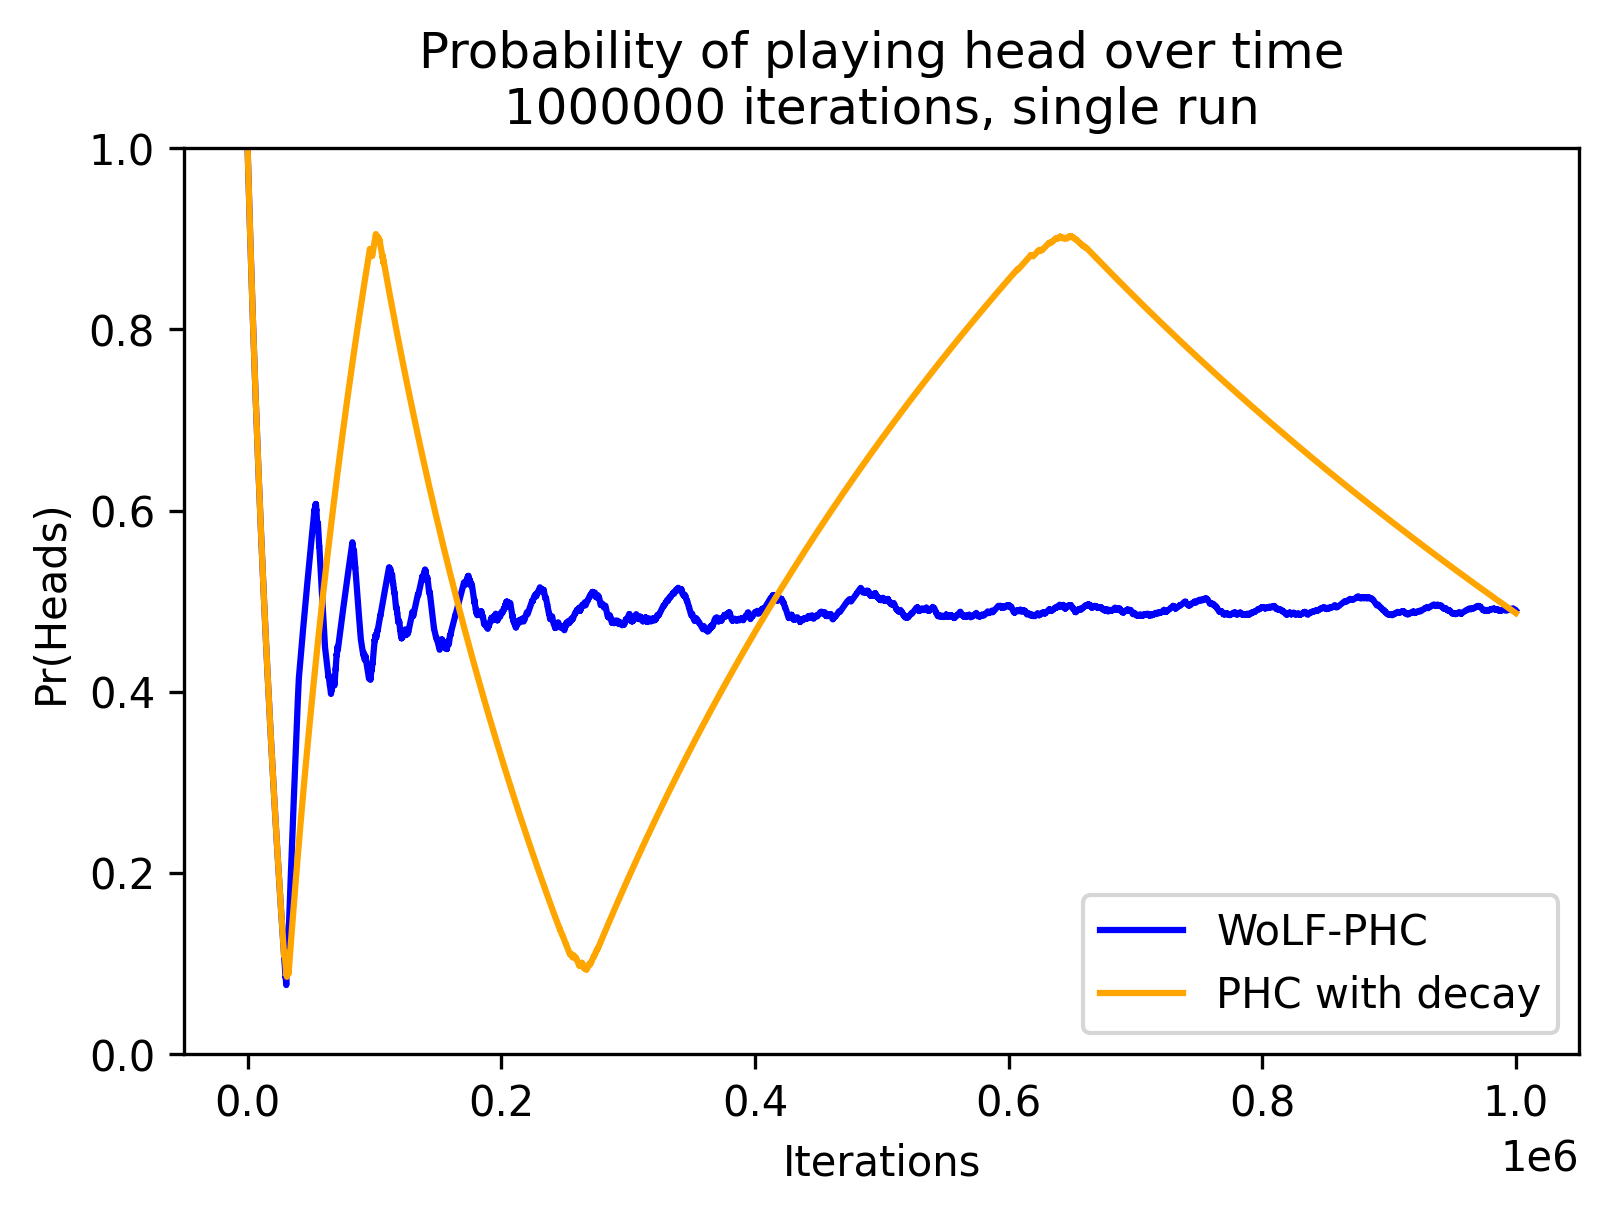 Probability of playing head over time
1000000 iterations, single run
1.0
0.8
0.6
0.4
0.2
0.0
Pr(Heads)
WoLF-PHC
PHC with decay
0.0 0.2 0.4 0.6 0.8 1.0
1e6
Iterations